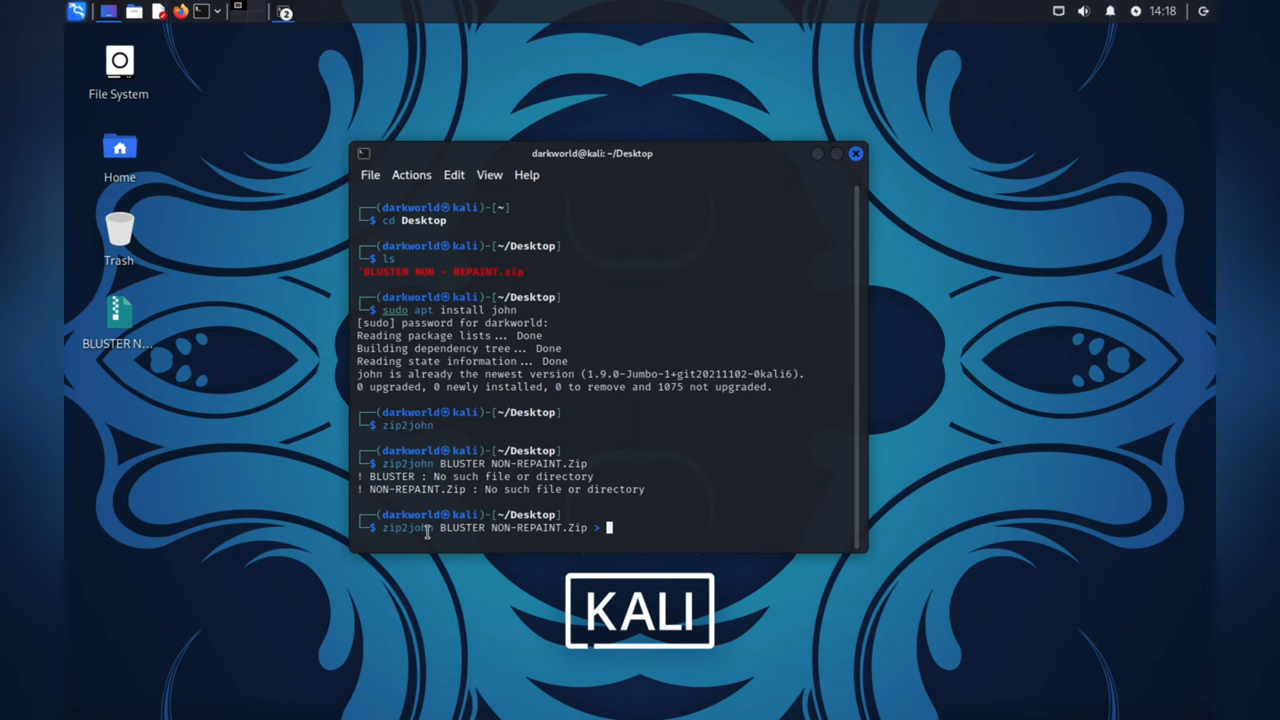 2
14:18
File System
Home
Trash
BLUSTER N...
darkworld@kali: ~/Desktop
File Actions Edit View Help
┌──(darkworld㉿kali)-[~]
└─$ cd Desktop
┌──(darkworld㉿kali)-[~/Desktop]
└─$ ls
'BLUSTER NON - REPAINT.zip'
┌──(darkworld㉿kali)-[~/Desktop]
└─$ sudo apt install john
[sudo] password for darkworld:
Reading package lists... Done
Building dependency tree... Done
Reading state information... Done
john is already the newest version (1.9.0-Jumbo-1+git20211102-0kali6).
0 upgraded, 0 newly installed, 0 to remove and 1075 not upgraded.
┌──(darkworld㉿kali)-[~/Desktop]
└─$ zip2john
┌──(darkworld㉿kali)-[~/Desktop]
└─$ zip2john BLUSTER NON-REPAINT.Zip
! BLUSTER : No such file or directory
! NON-REPAINT.Zip : No such file or directory
┌──(darkworld㉿kali)-[~/Desktop]
└─$ zip2john BLUSTER NON-REPAINT.Zip >
KALI